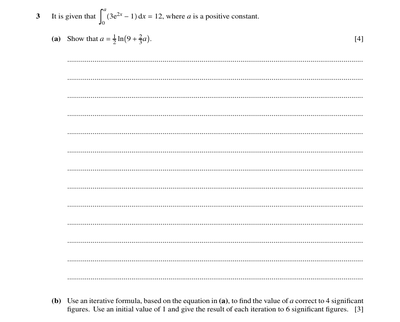 3 It is given that ∫₀ᵃ (3e²ˣ − 1) dx = 12, where a is a positive constant.
(a) Show that a = ½ ln(9 + ⅔a). [4]
(b) Use an iterative formula, based on the equation in (a), to find the value of a correct to 4 significant
figures. Use an initial value of 1 and give the result of each iteration to 6 significant figures. [3]